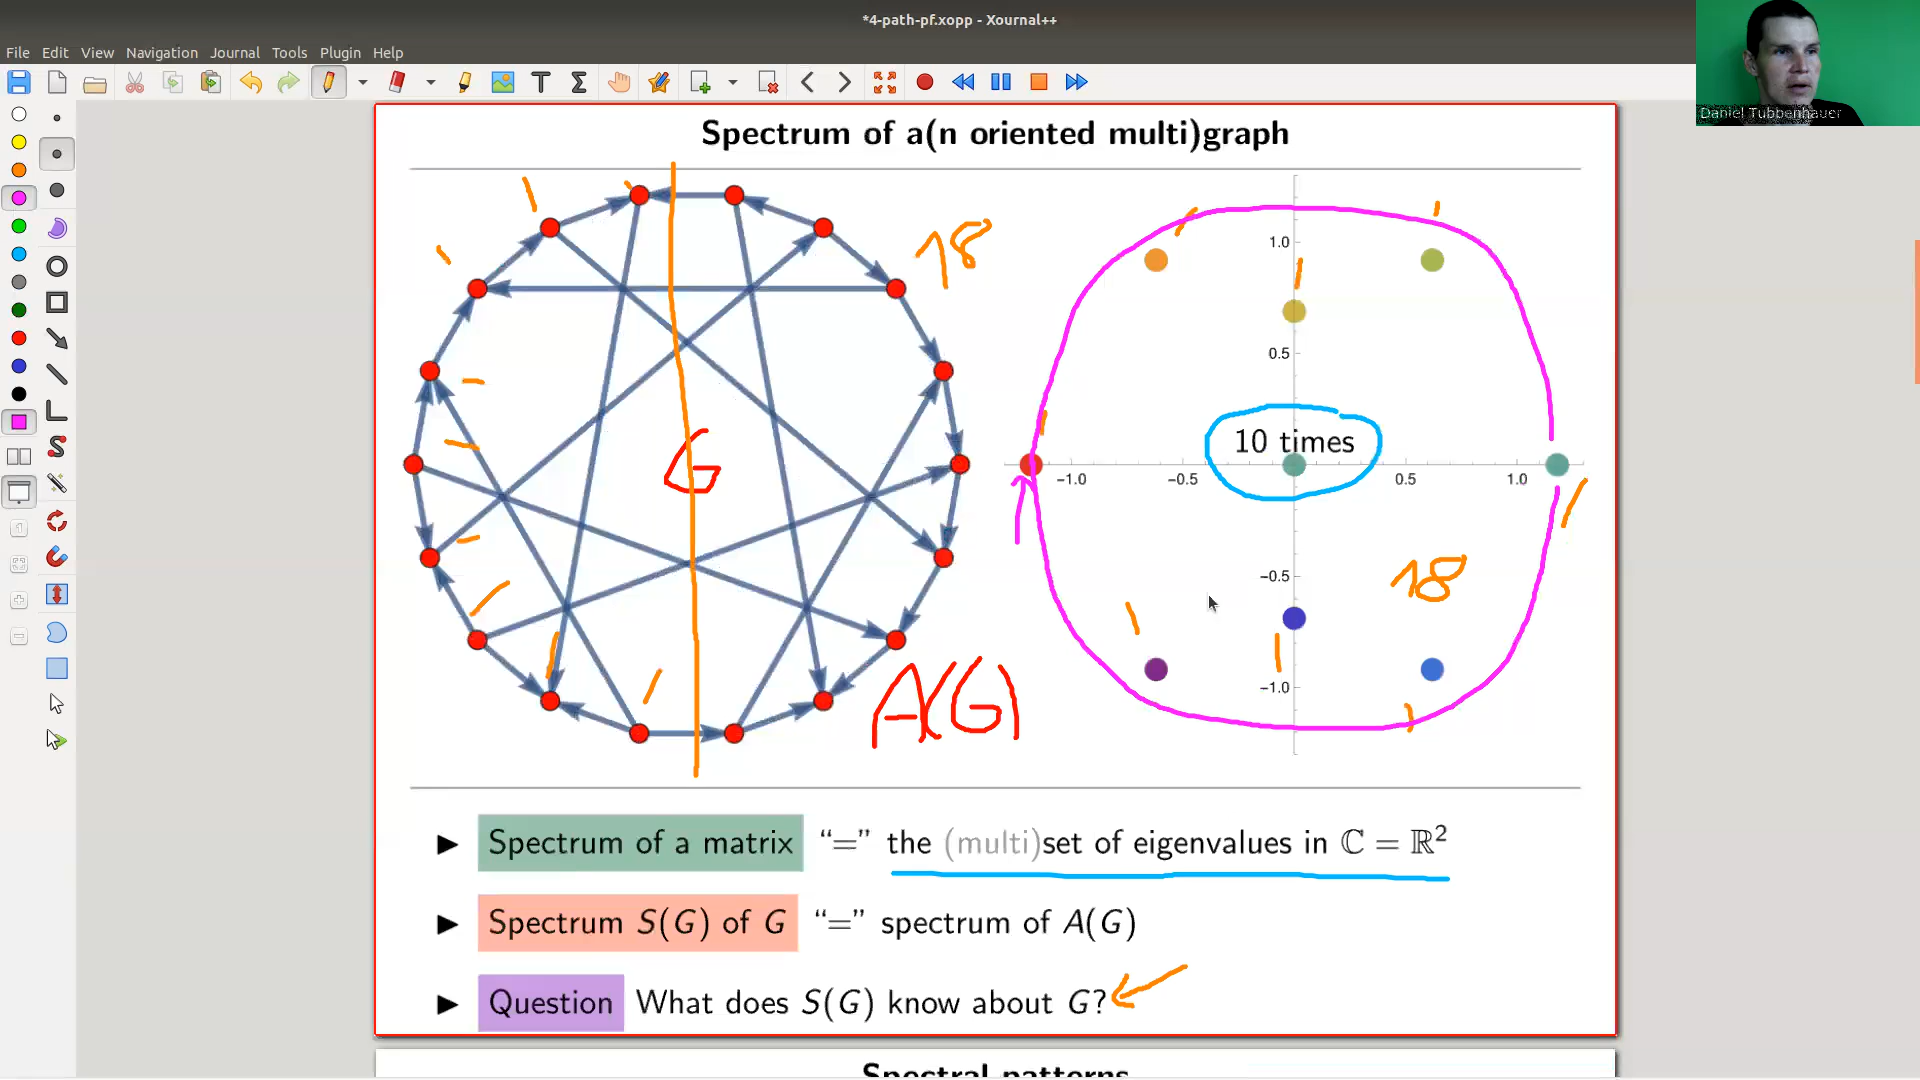 *4-path-pf.xopp - Xournal++
File Edit View Navigation Journal Tools Plugin Help
Daniel Tubbenhauer
Spectrum of a(n oriented multi)graph
18
G
A(G)
1.0
0.5
10 times
−1.0 −0.5 0.5 1.0
−0.5
18
−1.0
► Spectrum of a matrix “=” the (multi)set of eigenvalues in ℂ = ℝ²
► Spectrum S(G) of G “=” spectrum of A(G)
► Question What does S(G) know about G?
Spectral patterns